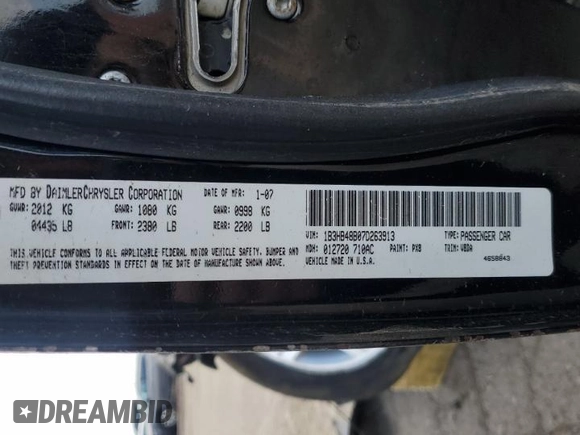 MFD BY DAIMLERCHRYSLER CORPORATION DATE OF MFR: 1-07
GVWR: 2012 KG GAWR: 1080 KG GAWR: 0998 KG
04435 LB FRONT: 2380 LB REAR: 2200 LB
THIS VEHICLE CONFORMS TO ALL APPLICABLE FEDERAL MOTOR VEHICLE SAFETY, BUMPER AND
THEFT PREVENTION STANDARDS IN EFFECT ON THE DATE OF MANUFACTURE SHOWN ABOVE.
VIN: 1B3HB48B07D263913 TYPE: PASSENGER CAR
MDH: 012720 710AC PAINT: PXB TRIM: VBDA
VEHICLE MADE IN U.S.A. 4658843
DREAMBID